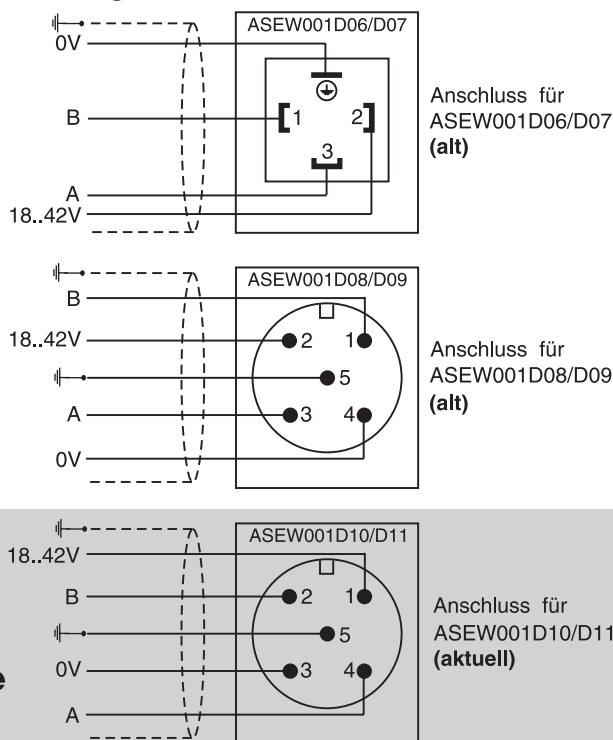 ASEW001D06/D07
0V
B
1
2
3
A
18..42V
Anschluss für
ASEW001D06/D07
(alt)
ASEW001D08/D09
B
18..42V
2
1
5
A
3
4
0V
Anschluss für
ASEW001D08/D09
(alt)
ASEW001D10/D11
18..42V
B
2
1
5
0V
3
4
A
Anschluss für
ASEW001D10/D11
(aktuell)